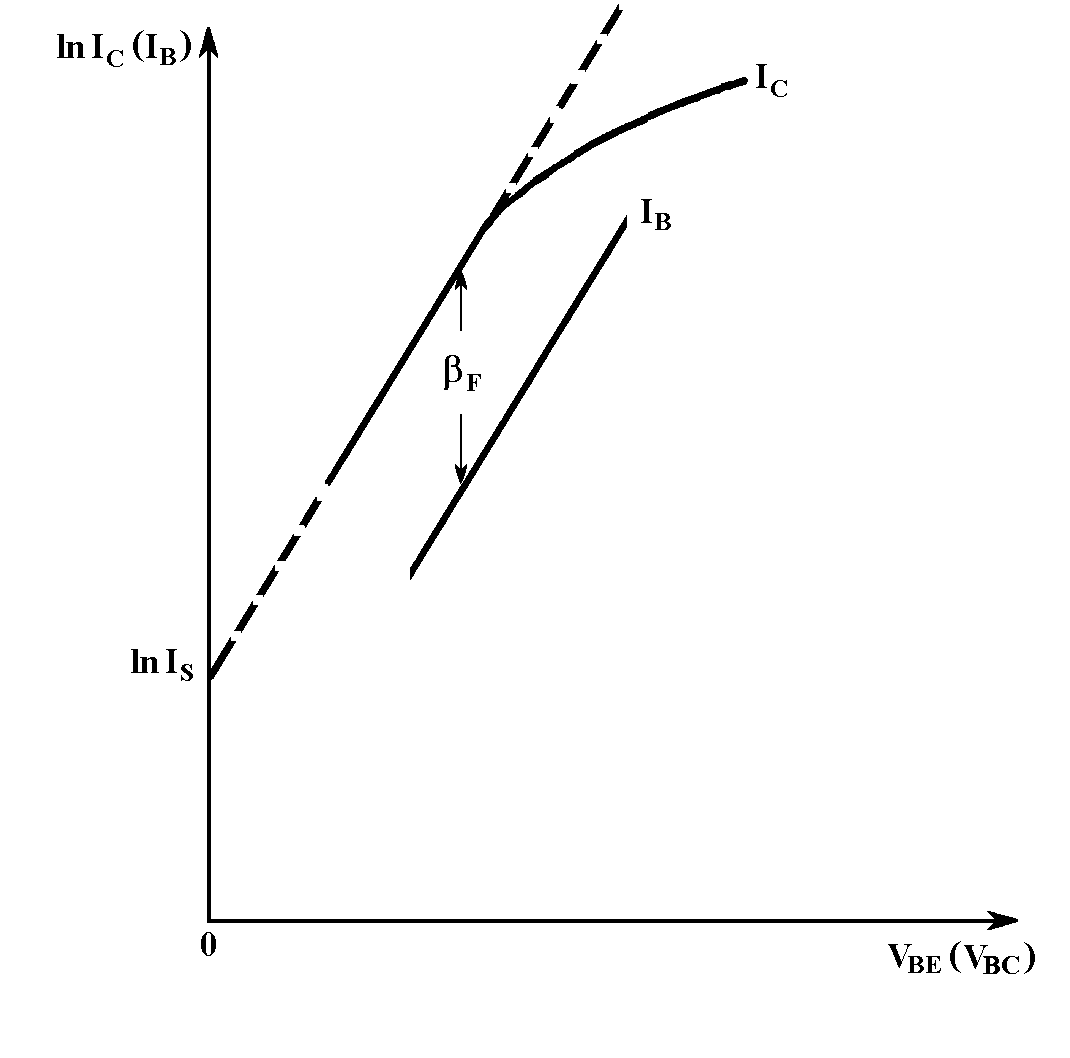 ln I_C (I_B)
I_C
I_B
β_F
ln I_S
0
V_BE (V_BC)